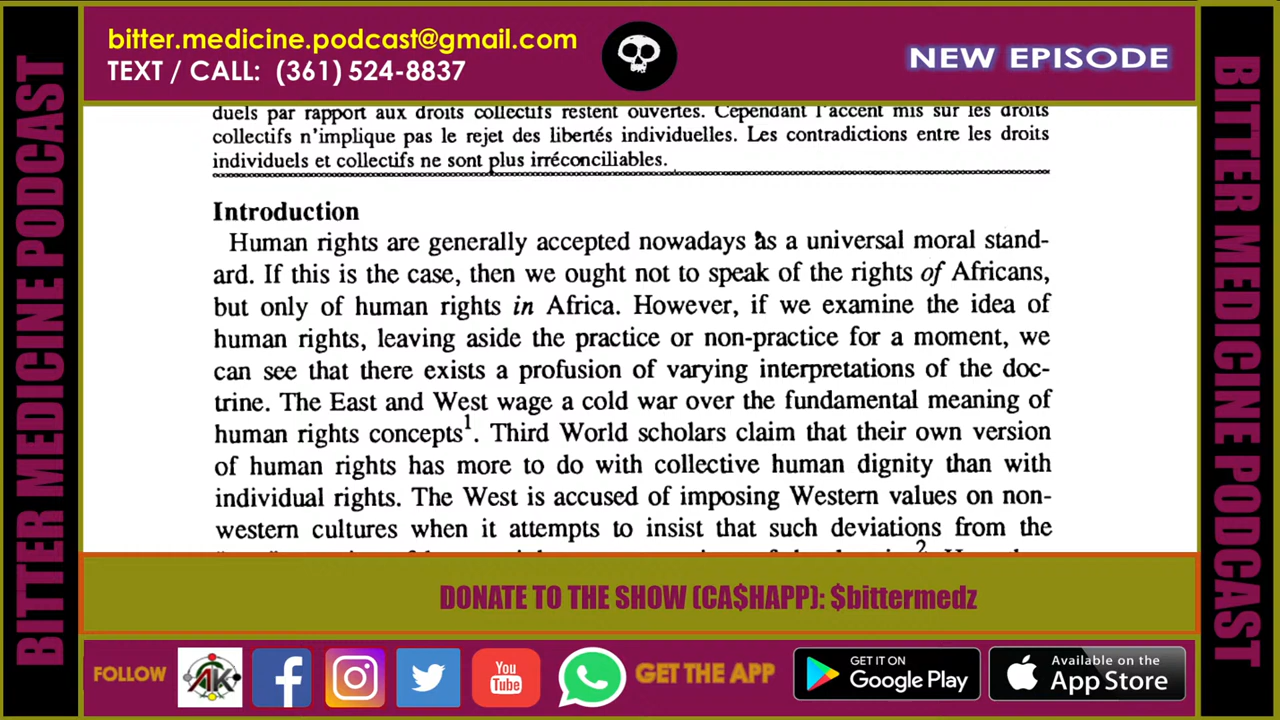 bitter.medicine.podcast@gmail.com
TEXT / CALL: (361) 524-8837
NEW EPISODE
BITTER MEDICINE PODCAST
duels par rapport aux droits collectifs restent ouvertes. Cependant l'accent mis sur les droits
collectifs n'implique pas le rejet des libertés individuelles. Les contradictions entre les droits
individuels et collectifs ne sont plus irréconciliables.
Introduction
Human rights are generally accepted nowadays as a universal moral stand-
ard. If this is the case, then we ought not to speak of the rights of Africans,
but only of human rights in Africa. However, if we examine the idea of
human rights, leaving aside the practice or non-practice for a moment, we
can see that there exists a profusion of varying interpretations of the doc-
trine. The East and West wage a cold war over the fundamental meaning of
human rights concepts1. Third World scholars claim that their own version
of human rights has more to do with collective human dignity than with
individual rights. The West is accused of imposing Western values on non-
western cultures when it attempts to insist that such deviations from the
2
BITTER MEDICINE PODCAST
DONATE TO THE SHOW (CA$HAPP): $bittermedz
FOLLOW
You
Tube
GET THE APP
GET IT ON
Google Play
Available on the
App Store